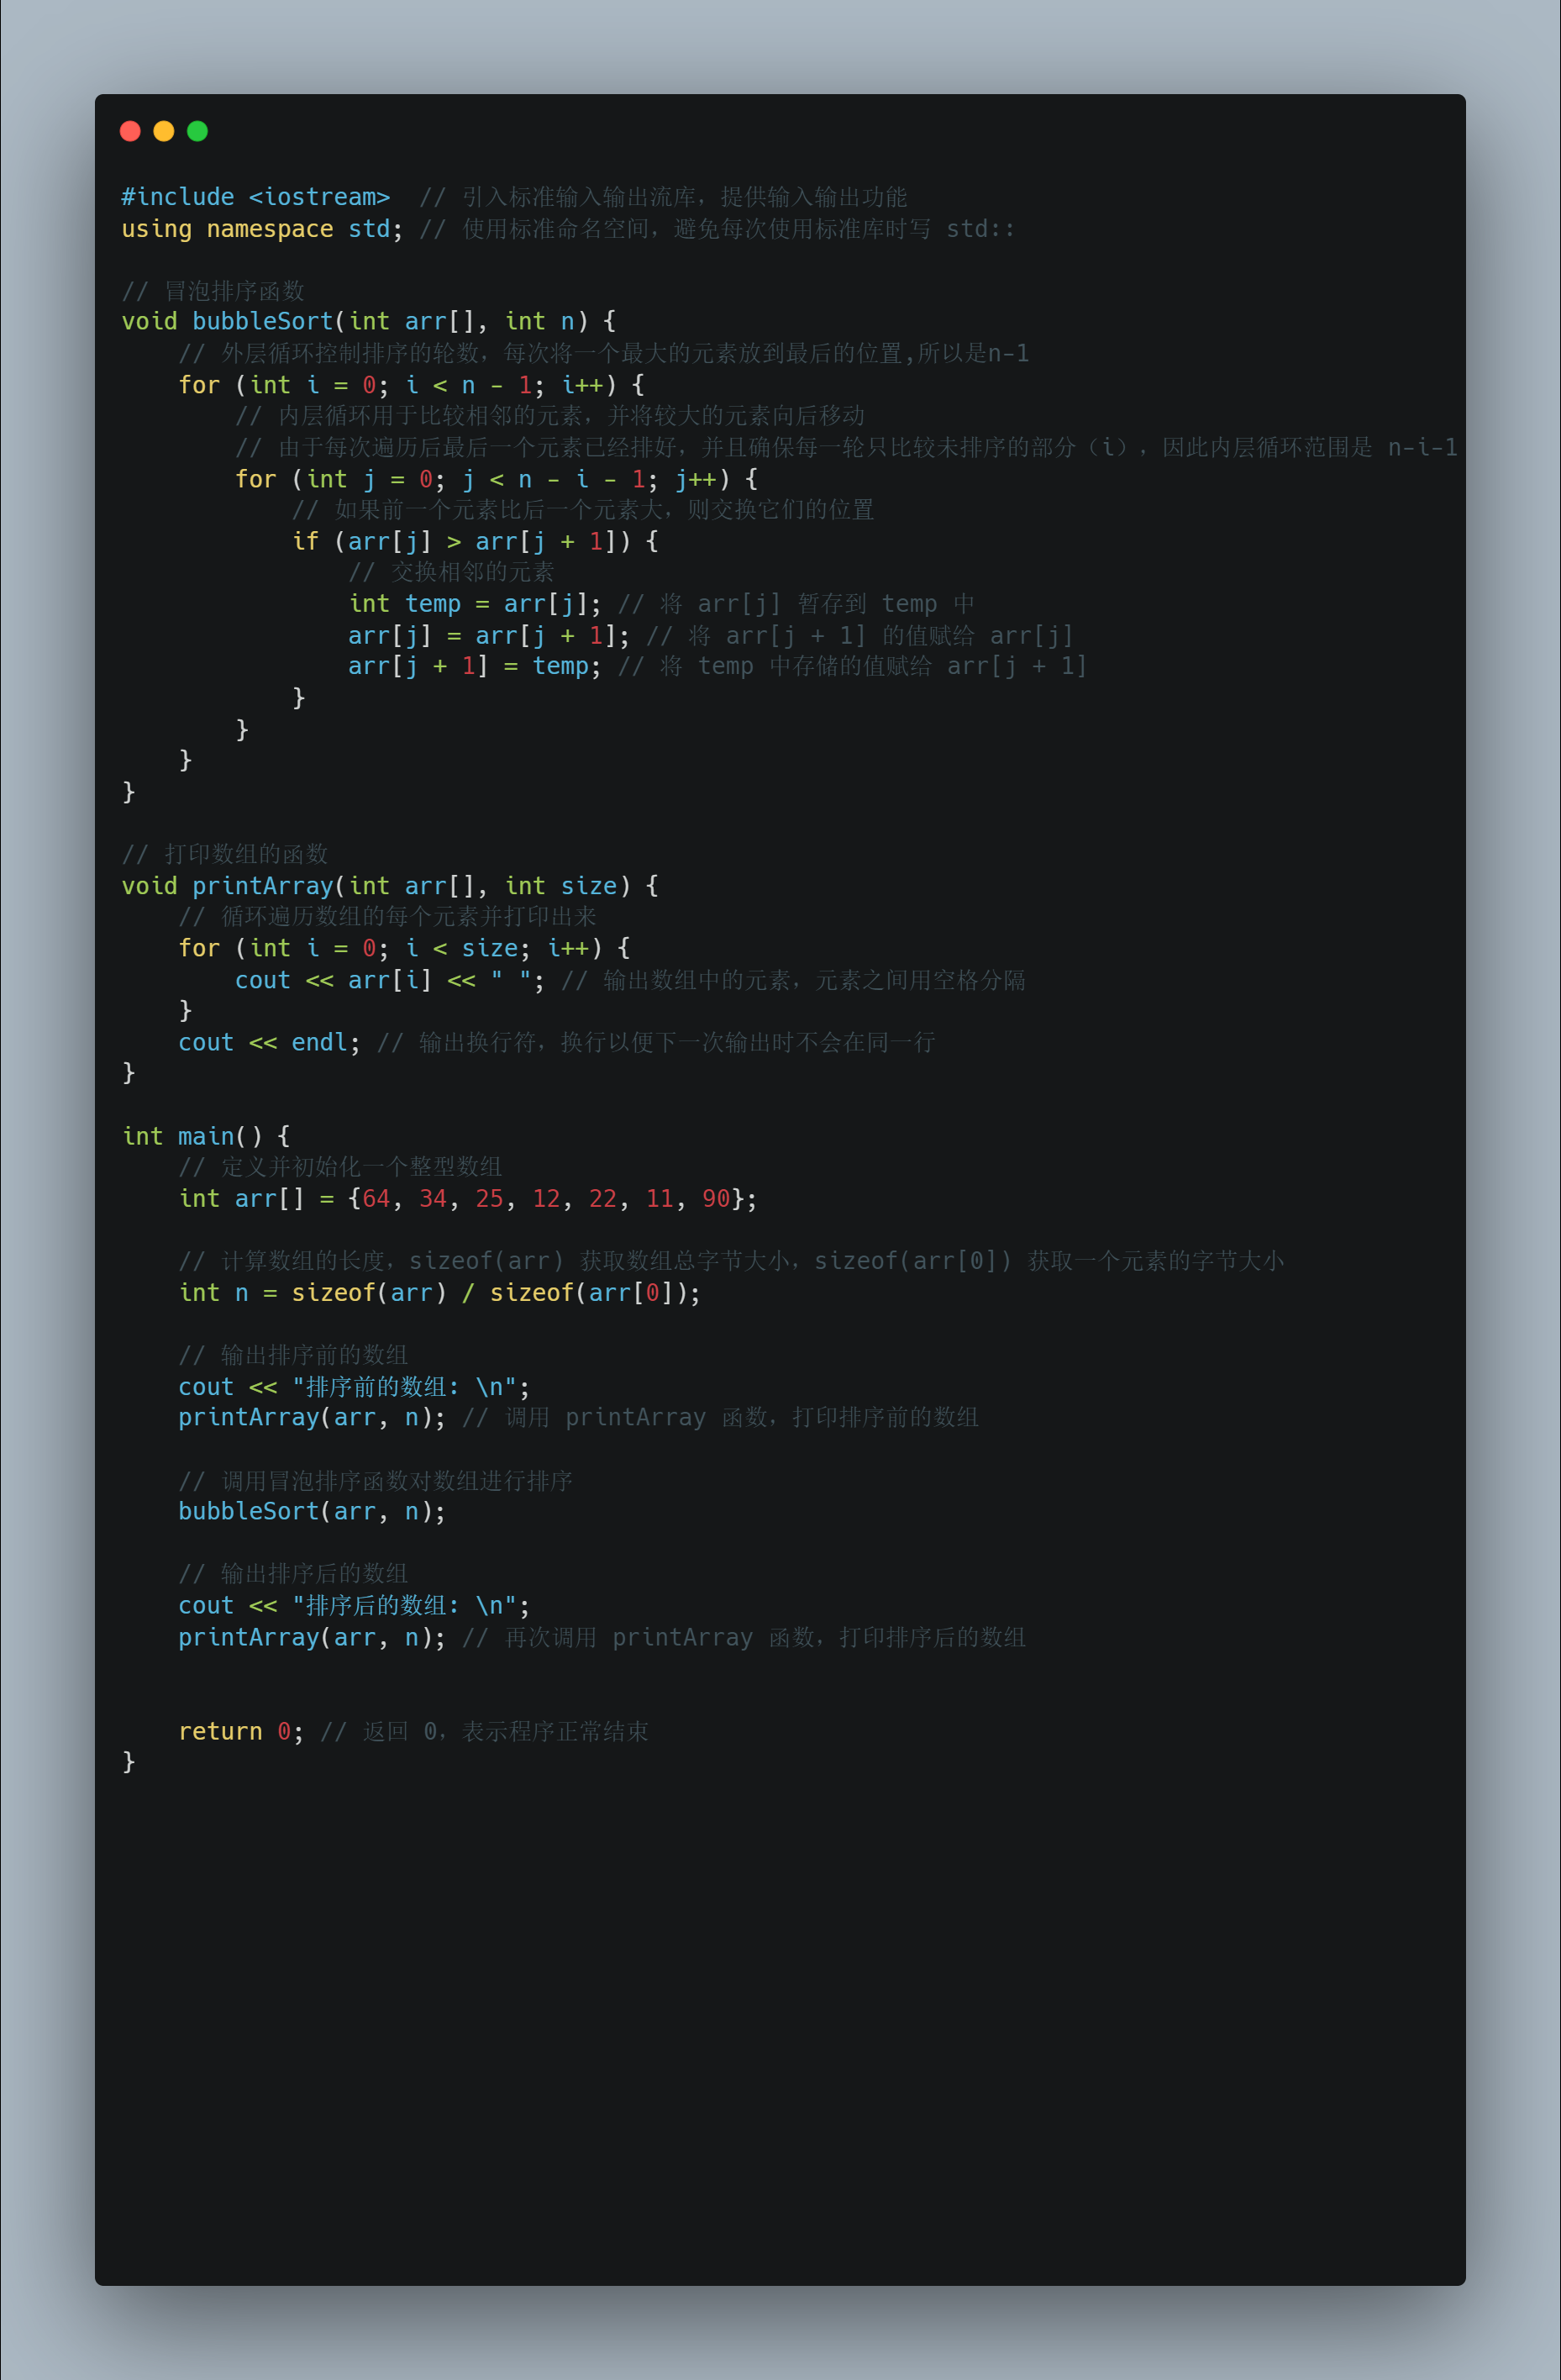 #include <iostream>  // 引入标准输入输出流库，提供输入输出功能
using namespace std; // 使用标准命名空间，避免每次使用标准库时写 std::

// 冒泡排序函数
void bubbleSort(int arr[], int n) {
    // 外层循环控制排序的轮数，每次将一个最大的元素放到最后的位置,所以是n-1
    for (int i = 0; i < n - 1; i++) {
        // 内层循环用于比较相邻的元素，并将较大的元素向后移动
        // 由于每次遍历后最后一个元素已经排好，并且确保每一轮只比较未排序的部分（i），因此内层循环范围是 n-i-1
        for (int j = 0; j < n - i - 1; j++) {
            // 如果前一个元素比后一个元素大，则交换它们的位置
            if (arr[j] > arr[j + 1]) {
                // 交换相邻的元素
                int temp = arr[j]; // 将 arr[j] 暂存到 temp 中
                arr[j] = arr[j + 1]; // 将 arr[j + 1] 的值赋给 arr[j]
                arr[j + 1] = temp; // 将 temp 中存储的值赋给 arr[j + 1]
            }
        }
    }
}

// 打印数组的函数
void printArray(int arr[], int size) {
    // 循环遍历数组的每个元素并打印出来
    for (int i = 0; i < size; i++) {
        cout << arr[i] << " "; // 输出数组中的元素，元素之间用空格分隔
    }
    cout << endl; // 输出换行符，换行以便下一次输出时不会在同一行
}

int main() {
    // 定义并初始化一个整型数组
    int arr[] = {64, 34, 25, 12, 22, 11, 90};

    // 计算数组的长度，sizeof(arr) 获取数组总字节大小，sizeof(arr[0]) 获取一个元素的字节大小
    int n = sizeof(arr) / sizeof(arr[0]);

    // 输出排序前的数组
    cout << "排序前的数组: \n";
    printArray(arr, n); // 调用 printArray 函数，打印排序前的数组

    // 调用冒泡排序函数对数组进行排序
    bubbleSort(arr, n);

    // 输出排序后的数组
    cout << "排序后的数组: \n";
    printArray(arr, n); // 再次调用 printArray 函数，打印排序后的数组


    return 0; // 返回 0，表示程序正常结束
}